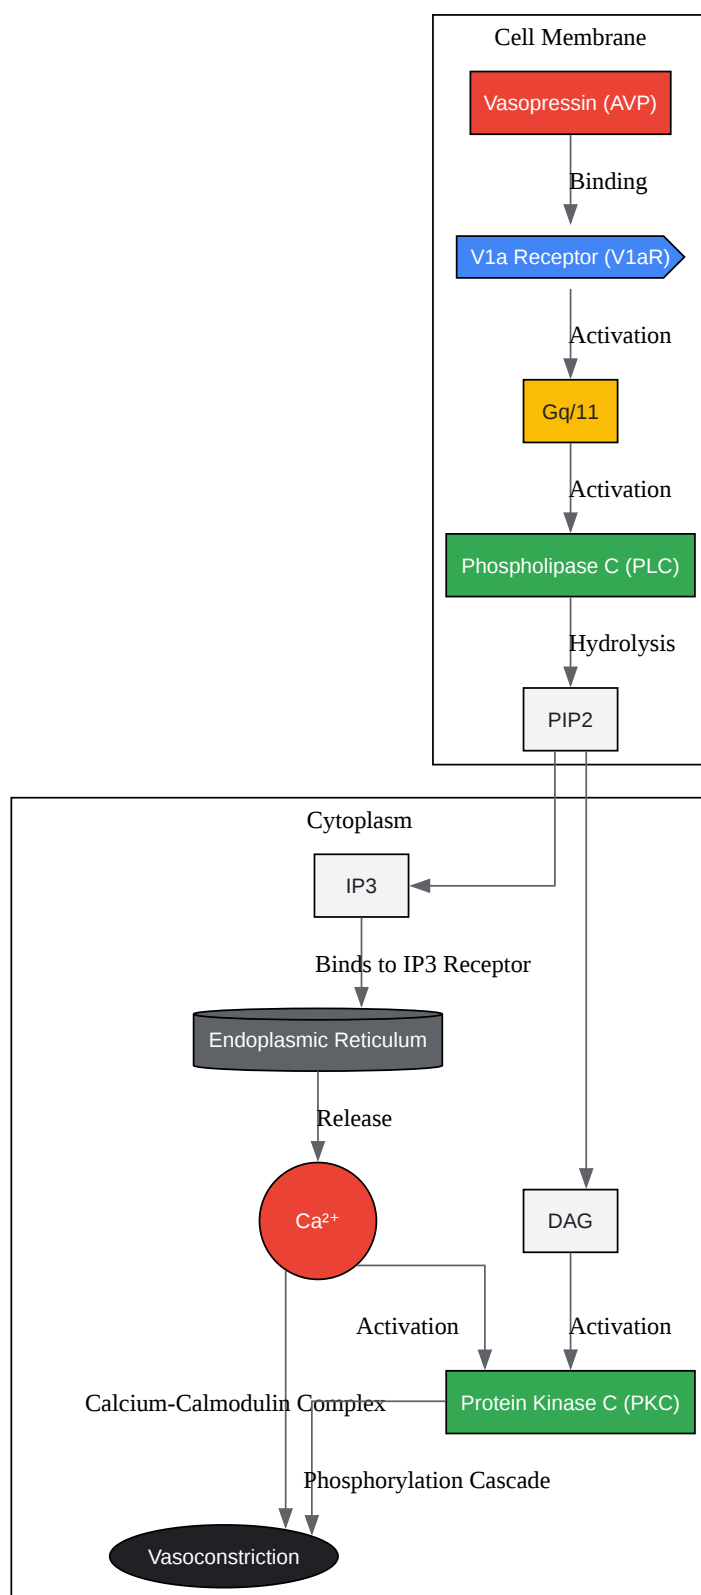 Cell Membrane
Vasopressin (AVP)
Binding
V1a Receptor (V1aR)
Activation
Gq/11
Activation
Phospholipase C (PLC)
Hydrolysis
PIP2
Cytoplasm
IP3
Binds to IP3 Receptor
Endoplasmic Reticulum
Release
Ca²⁺
DAG
Activation
Activation
Calcium-Calmodulin Complex
Protein Kinase C (PKC)
Phosphorylation Cascade
Vasoconstriction